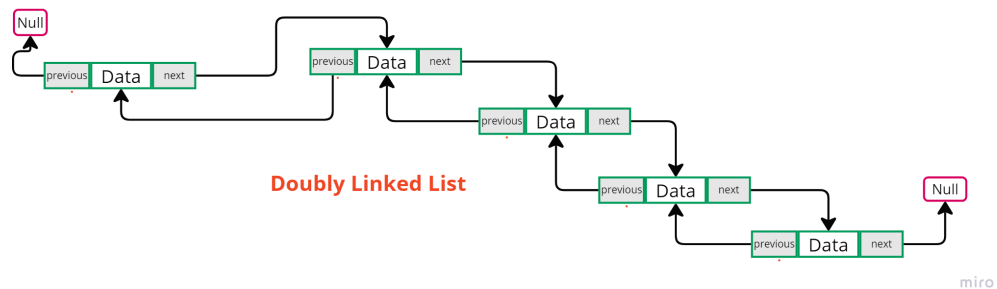 Null
previous Data next
previous Data next
previous Data next
Doubly Linked List
previous Data next
Null
previous Data next
miro